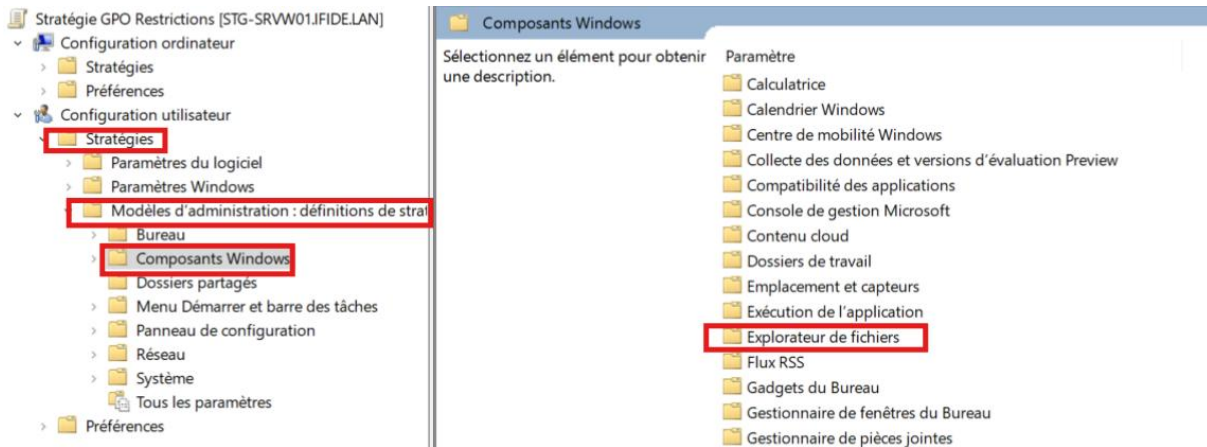 Stratégie GPO Restrictions [STG-SRVW01.IFIDE.LAN]
Configuration ordinateur
Stratégies
Préférences
Configuration utilisateur
Stratégies
Paramètres du logiciel
Paramètres Windows
Modèles d'administration : définitions de strat
Bureau
Composants Windows
Dossiers partagés
Menu Démarrer et barre des tâches
Panneau de configuration
Réseau
Système
Tous les paramètres
Préférences
Composants Windows
Sélectionnez un élément pour obtenir
une description.
Paramètre
Calculatrice
Calendrier Windows
Centre de mobilité Windows
Collecte des données et versions d'évaluation Preview
Compatibilité des applications
Console de gestion Microsoft
Contenu cloud
Dossiers de travail
Emplacement et capteurs
Exécution de l'application
Explorateur de fichiers
Flux RSS
Gadgets du Bureau
Gestionnaire de fenêtres du Bureau
Gestionnaire de pièces jointes